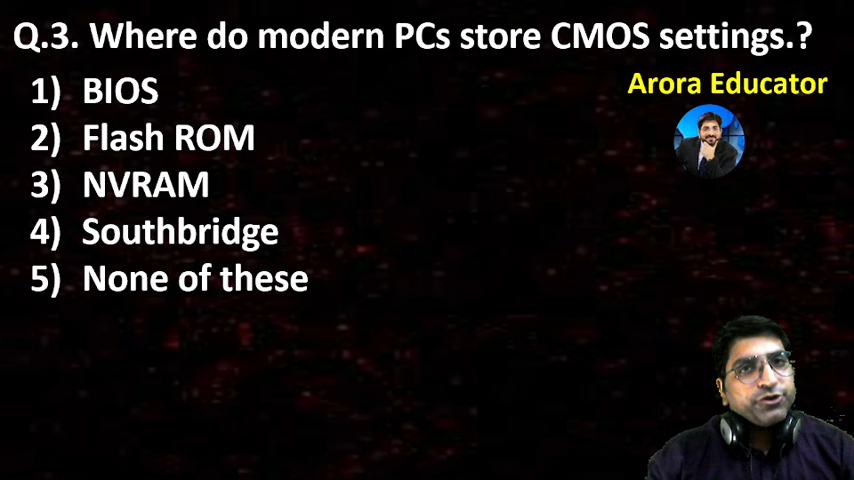 Q.3. Where do modern PCs store CMOS settings.?
Arora Educator
1) BIOS
2) Flash ROM
3) NVRAM
4) Southbridge
5) None of these